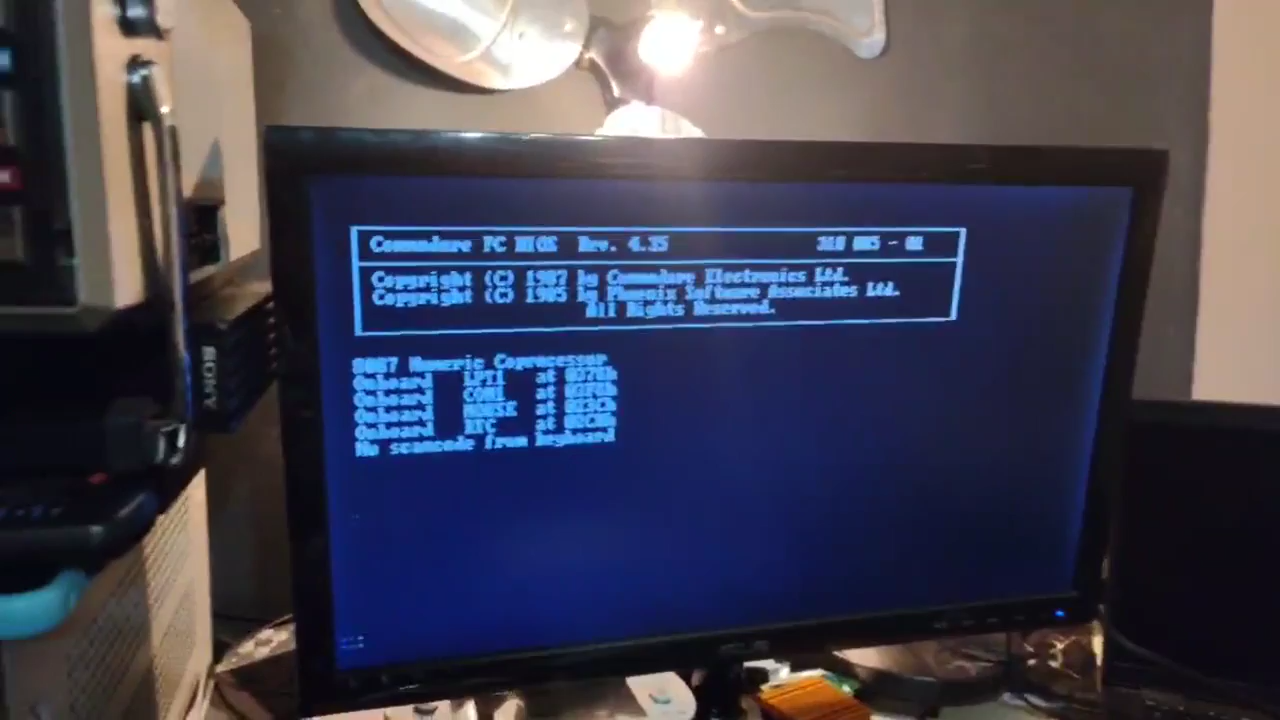 SONY
Commodore PC BIOS Rev. 4.35
Copyright (C) 1987 by Commodore Electronics Ltd.
Copyright (C) 1985 by Phoenix Software Associates Ltd.
All Rights Reserved.
8087 Numeric Coprocessor
Onboard LPT1 at 0378h
Onboard COM1 at 03F8h
Onboard MOUSE at
Onboard RTC at
No scancode from keyboard